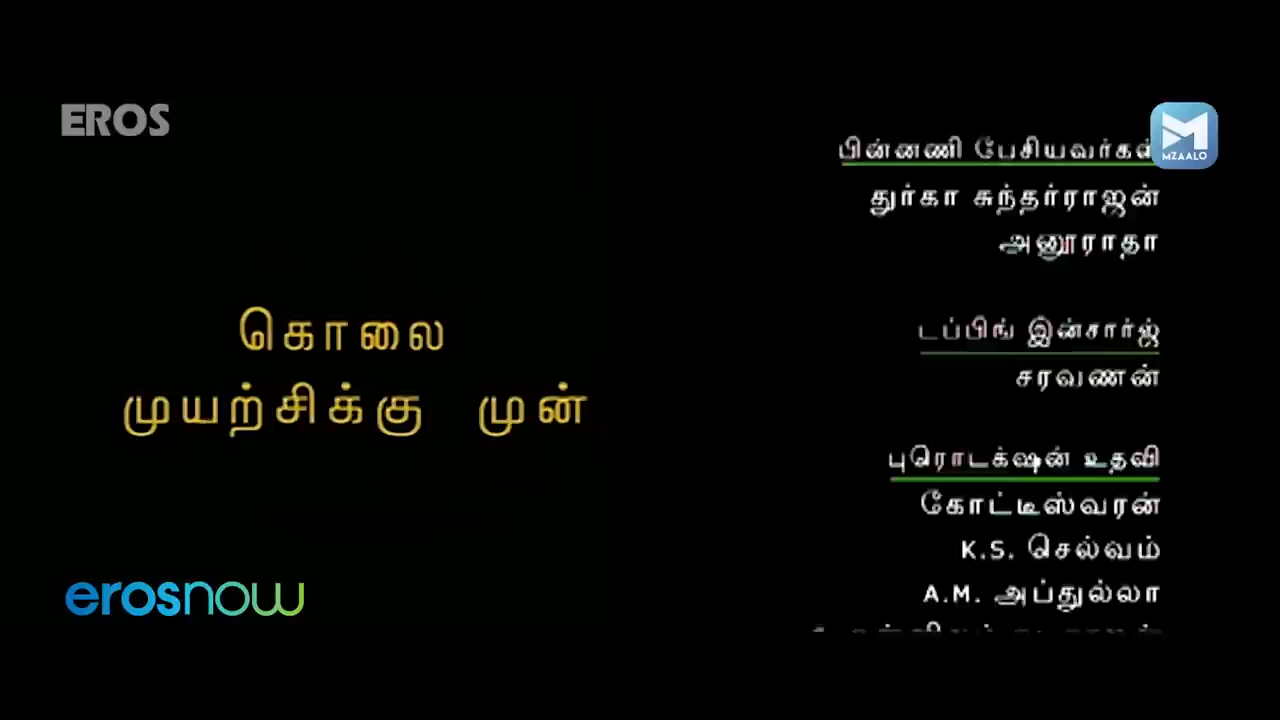 EROS
MZAALO
பின்னணி பேசியவர்கள்
துர்கா சுந்தர்ராஜன்
அனூராதா
டப்பிங் இன்சார்ஜ்
சரவணன்
புரொடக்ஷன் உதவி
கோட்டீஸ்வரன்
K.S. செல்வம்
A.M. அப்துல்லா
கொலை
முயற்சிக்கு முன்
erosnow